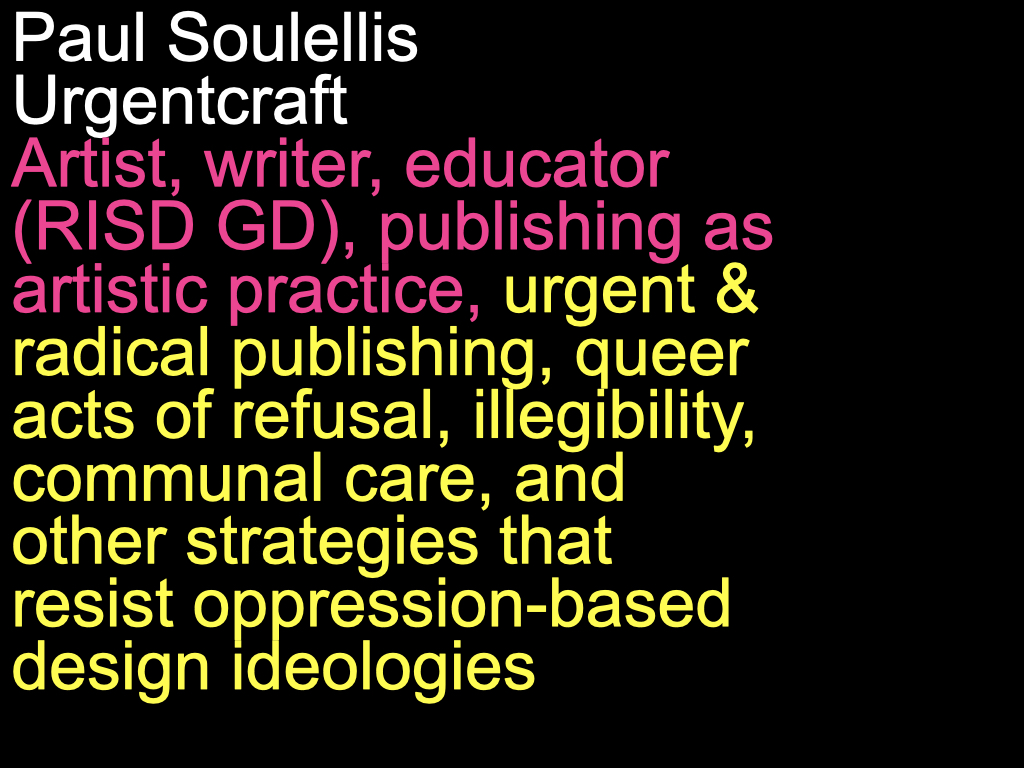 Paul Soulellis
Urgentcraft
Artist, writer, educator
(RISD GD), publishing as
artistic practice, urgent &
radical publishing, queer
acts of refusal, illegibility,
communal care, and
other strategies that
resist oppression-based
design ideologies